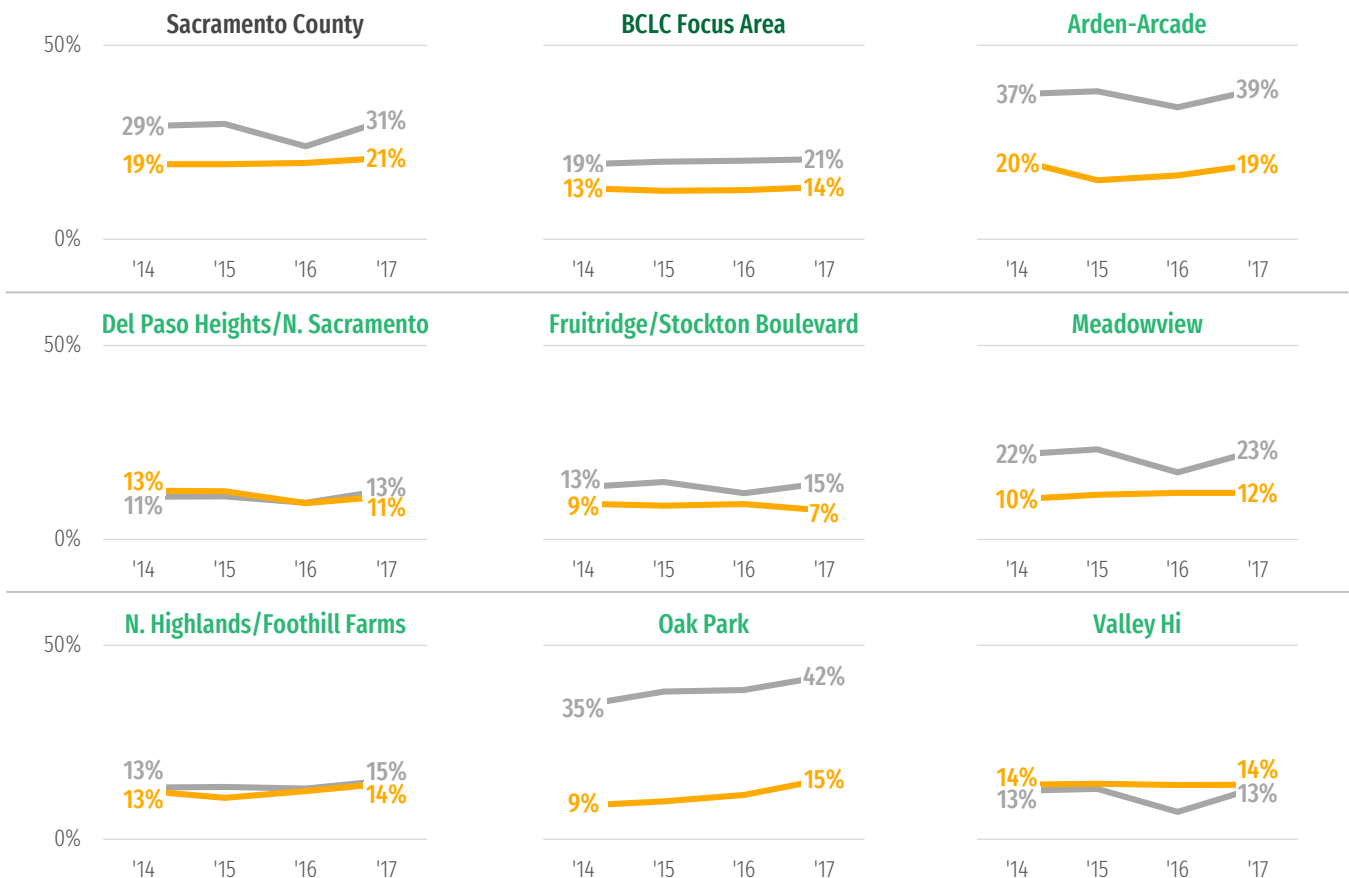 Sacramento County
50%
29%
31%
19%
21%
0%
'14 '15 '16 '17
BCLC Focus Area
19%
21%
13%
14%
'14 '15 '16 '17
Arden-Arcade
37%
39%
20%
19%
'14 '15 '16 '17
Del Paso Heights/N. Sacramento
50%
13%
11%
13%
11%
0%
'14 '15 '16 '17
Fruitridge/Stockton Boulevard
13%
15%
9%
7%
'14 '15 '16 '17
Meadowview
22%
23%
10%
12%
'14 '15 '16 '17
N. Highlands/Foothill Farms
50%
13%
15%
13%
14%
0%
'14 '15 '16 '17
Oak Park
35%
42%
9%
15%
'14 '15 '16 '17
Valley Hi
14%
14%
13%
13%
'14 '15 '16 '17